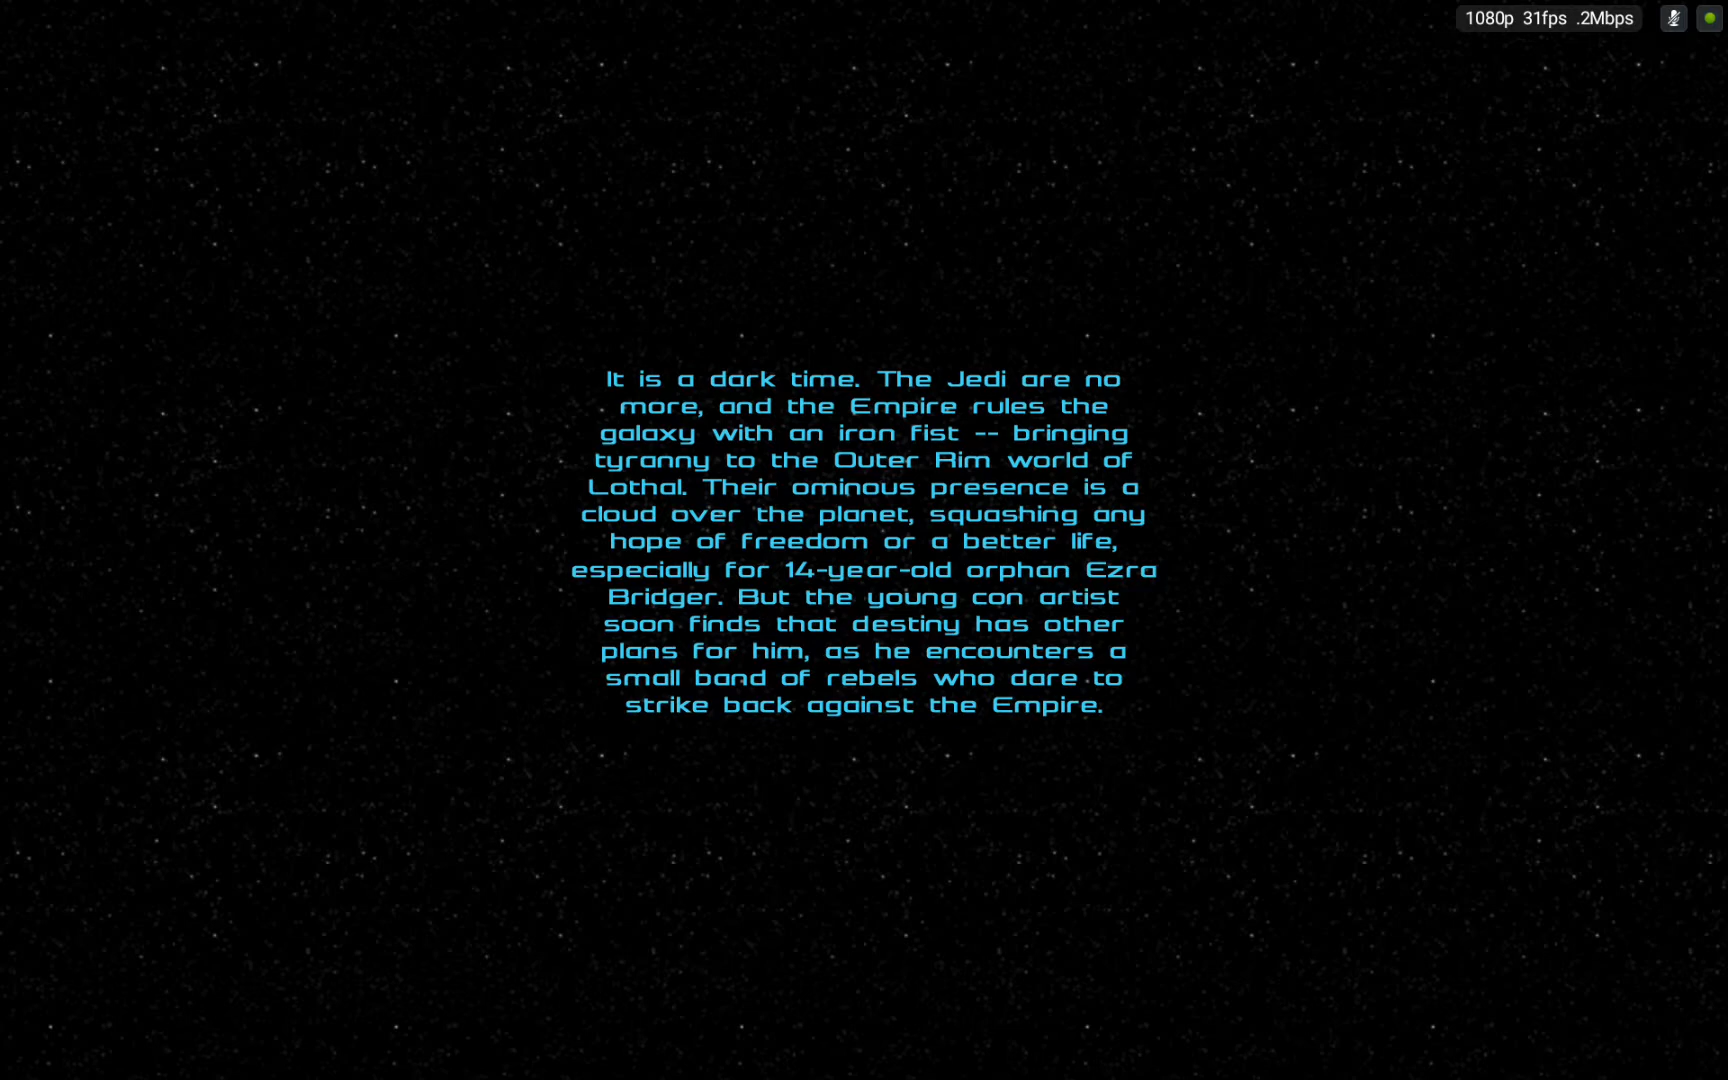 1080p 31fps .2Mbps
It is a dark time. The Jedi are no
more, and the Empire rules the
galaxy with an iron fist -- bringing
tyranny to the Outer Rim world of
Lothal. Their ominous presence is a
cloud over the planet, squashing any
hope of freedom or a better life,
especially for 14-year-old orphan Ezra
Bridger. But the young con artist
soon finds that destiny has other
plans for him, as he encounters a
small band of rebels who dare to
strike back against the Empire.